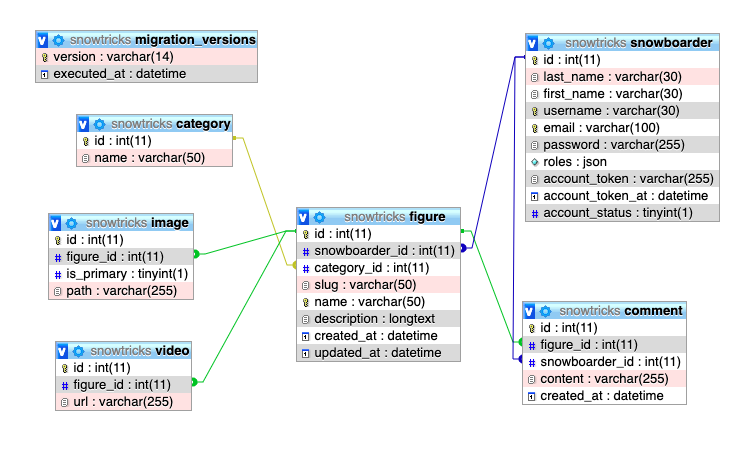 snowtricks migration_versions
version : varchar(14)
executed_at : datetime
snowtricks category
id : int(11)
name : varchar(50)
snowtricks image
id : int(11)
figure_id : int(11)
is_primary : tinyint(1)
path : varchar(255)
snowtricks video
id : int(11)
figure_id : int(11)
url : varchar(255)
snowtricks figure
id : int(11)
snowboarder_id : int(11)
category_id : int(11)
slug : varchar(50)
name : varchar(50)
description : longtext
created_at : datetime
updated_at : datetime
snowtricks snowboarder
id : int(11)
last_name : varchar(30)
first_name : varchar(30)
username : varchar(30)
email : varchar(100)
password : varchar(255)
roles : json
account_token : varchar(255)
account_token_at : datetime
account_status : tinyint(1)
snowtricks comment
id : int(11)
figure_id : int(11)
snowboarder_id : int(11)
content : varchar(255)
created_at : datetime